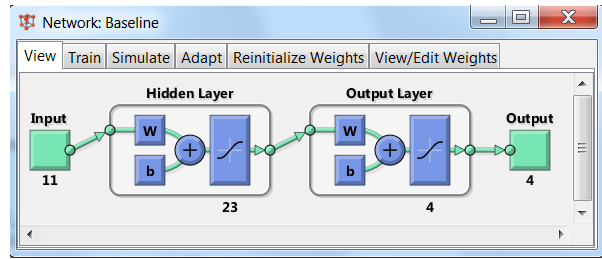 Network: Baseline
View Train Simulate Adapt Reinitialize Weights View/Edit Weights
Hidden Layer Output Layer
Input Output
W W
b b
+ +
11 4
23 4